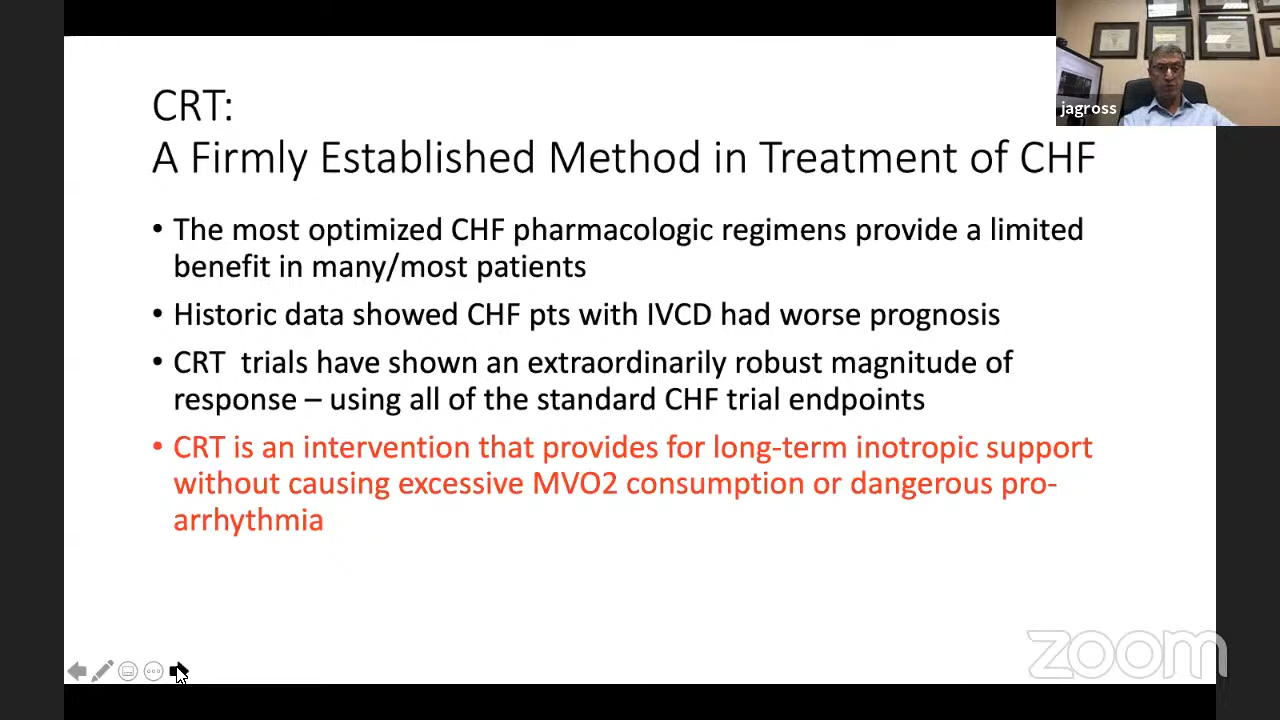 jagross
CRT:
A Firmly Established Method in Treatment of CHF
• The most optimized CHF pharmacologic regimens provide a limited
benefit in many/most patients
• Historic data showed CHF pts with IVCD had worse prognosis
• CRT  trials have shown an extraordinarily robust magnitude of
response – using all of the standard CHF trial endpoints
• CRT is an intervention that provides for long-term inotropic support
without causing excessive MVO2 consumption or dangerous pro-
arrhythmia
zoom